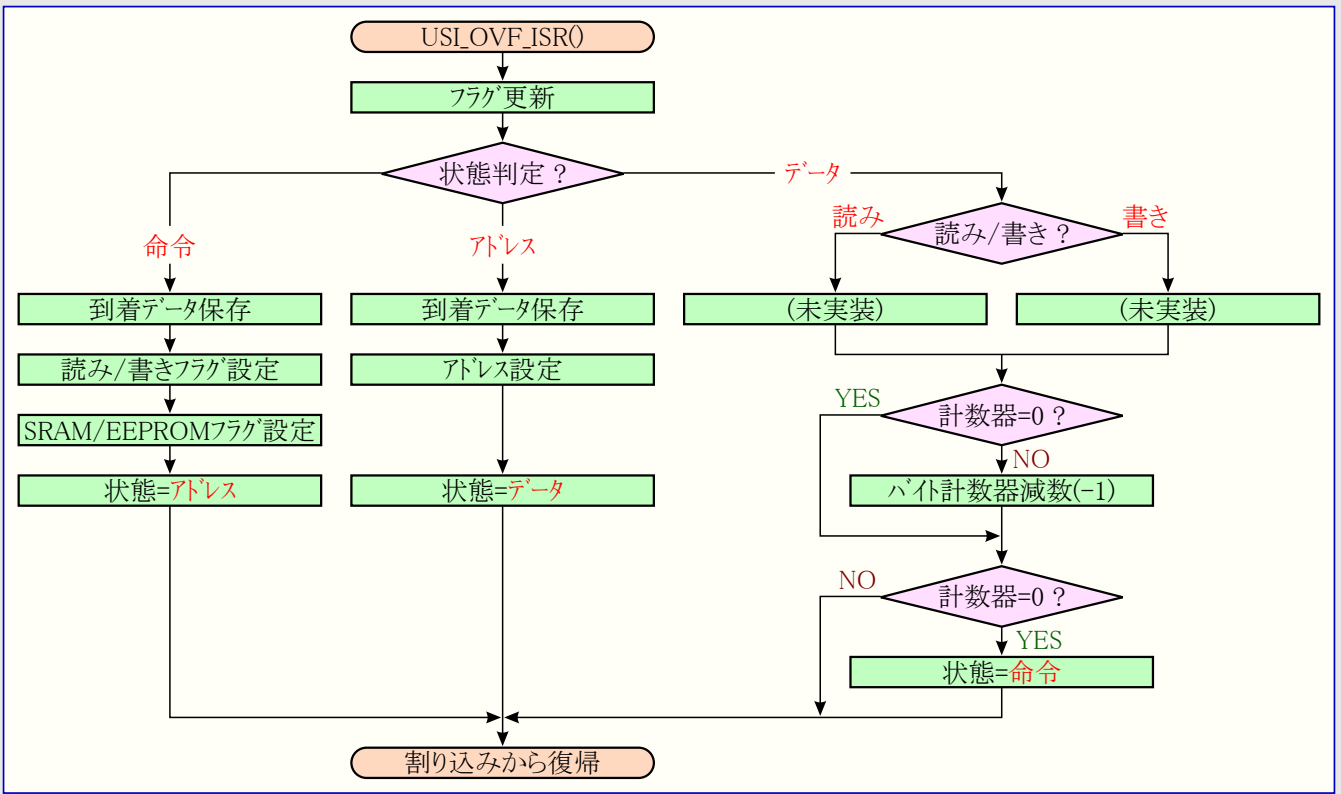 USI_OVF_ISR()
フラグ更新
状態判定？
データ
読み
書き
読み/書き？
命令
アドレス
到着データ保存
到着データ保存
(未実装)
(未実装)
読み/書きフラグ設定
アドレス設定
YES
計数器=0？
SRAM/EEPROMフラグ設定
NO
状態=アドレス
状態=データ
バイト計数器減数(-1)
NO
計数器=0？
YES
状態=命令
割り込みから復帰